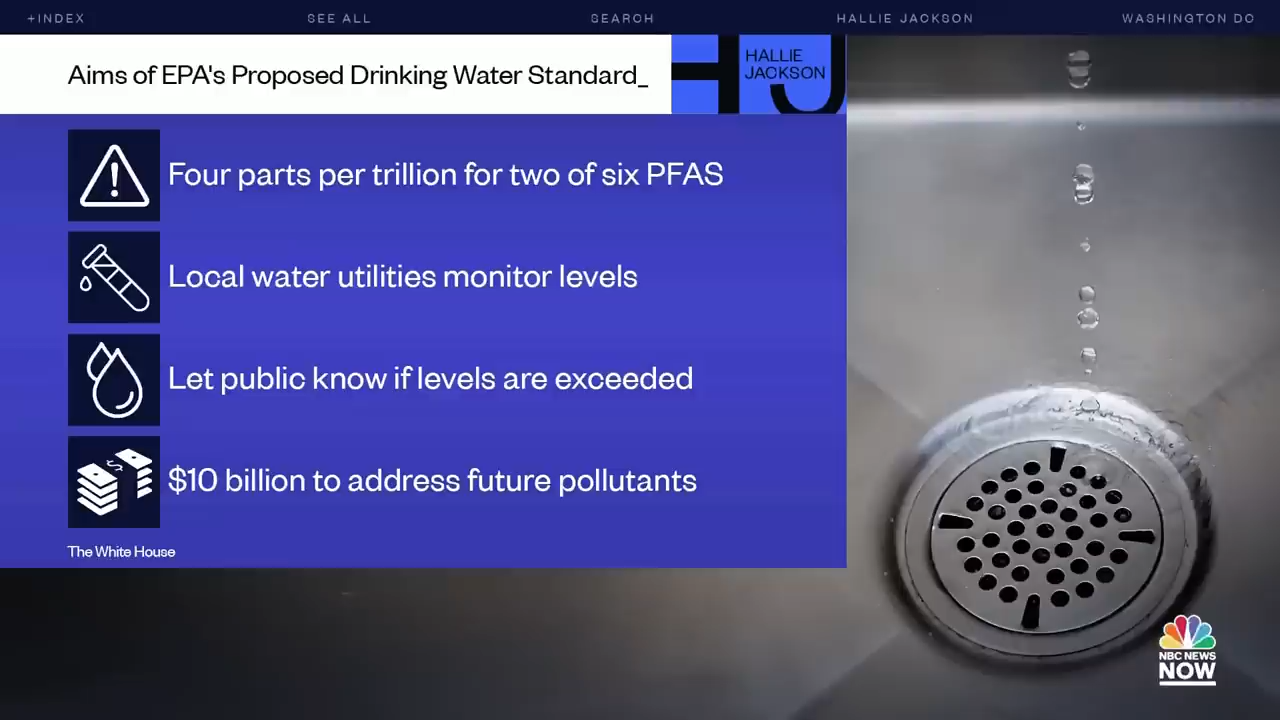 +INDEX
SEE ALL
SEARCH
HALLIE JACKSON
WASHINGTON DC
Aims of EPA's Proposed Drinking Water Standard_
HALLIE
JACKSON
Four parts per trillion for two of six PFAS
Local water utilities monitor levels
Let public know if levels are exceeded
$10 billion to address future pollutants
The White House
NBC NEWS
NOW